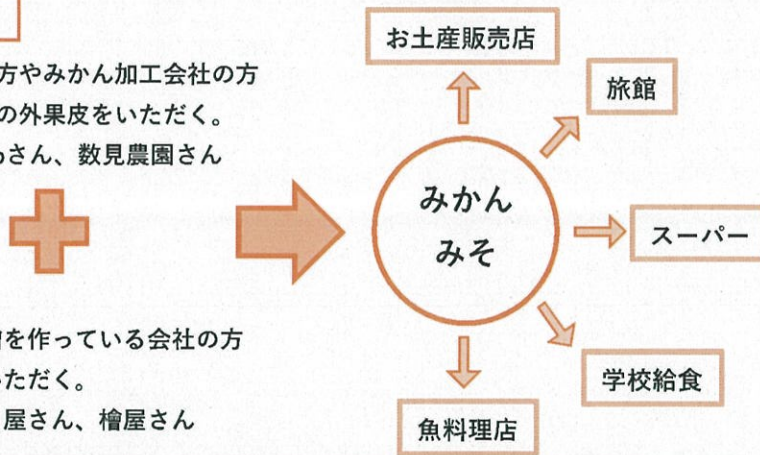 方やみかん加工会社の方
の外果皮をいただく。
さん、数見農園さん
を作っている会社の方
ただく。
屋さん、檜屋さん
みかん
みそ
お土産販売店
旅館
スーパー
学校給食
魚料理店